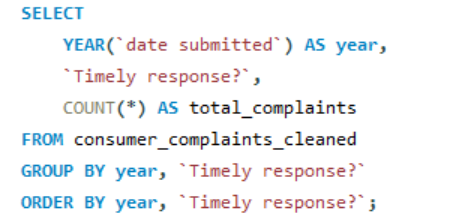 SELECT
YEAR(`date submitted`) AS year,
`Timely response?`,
COUNT(*) AS total_complaints
FROM consumer_complaints_cleaned
GROUP BY year, `Timely response?`
ORDER BY year, `Timely response?`;